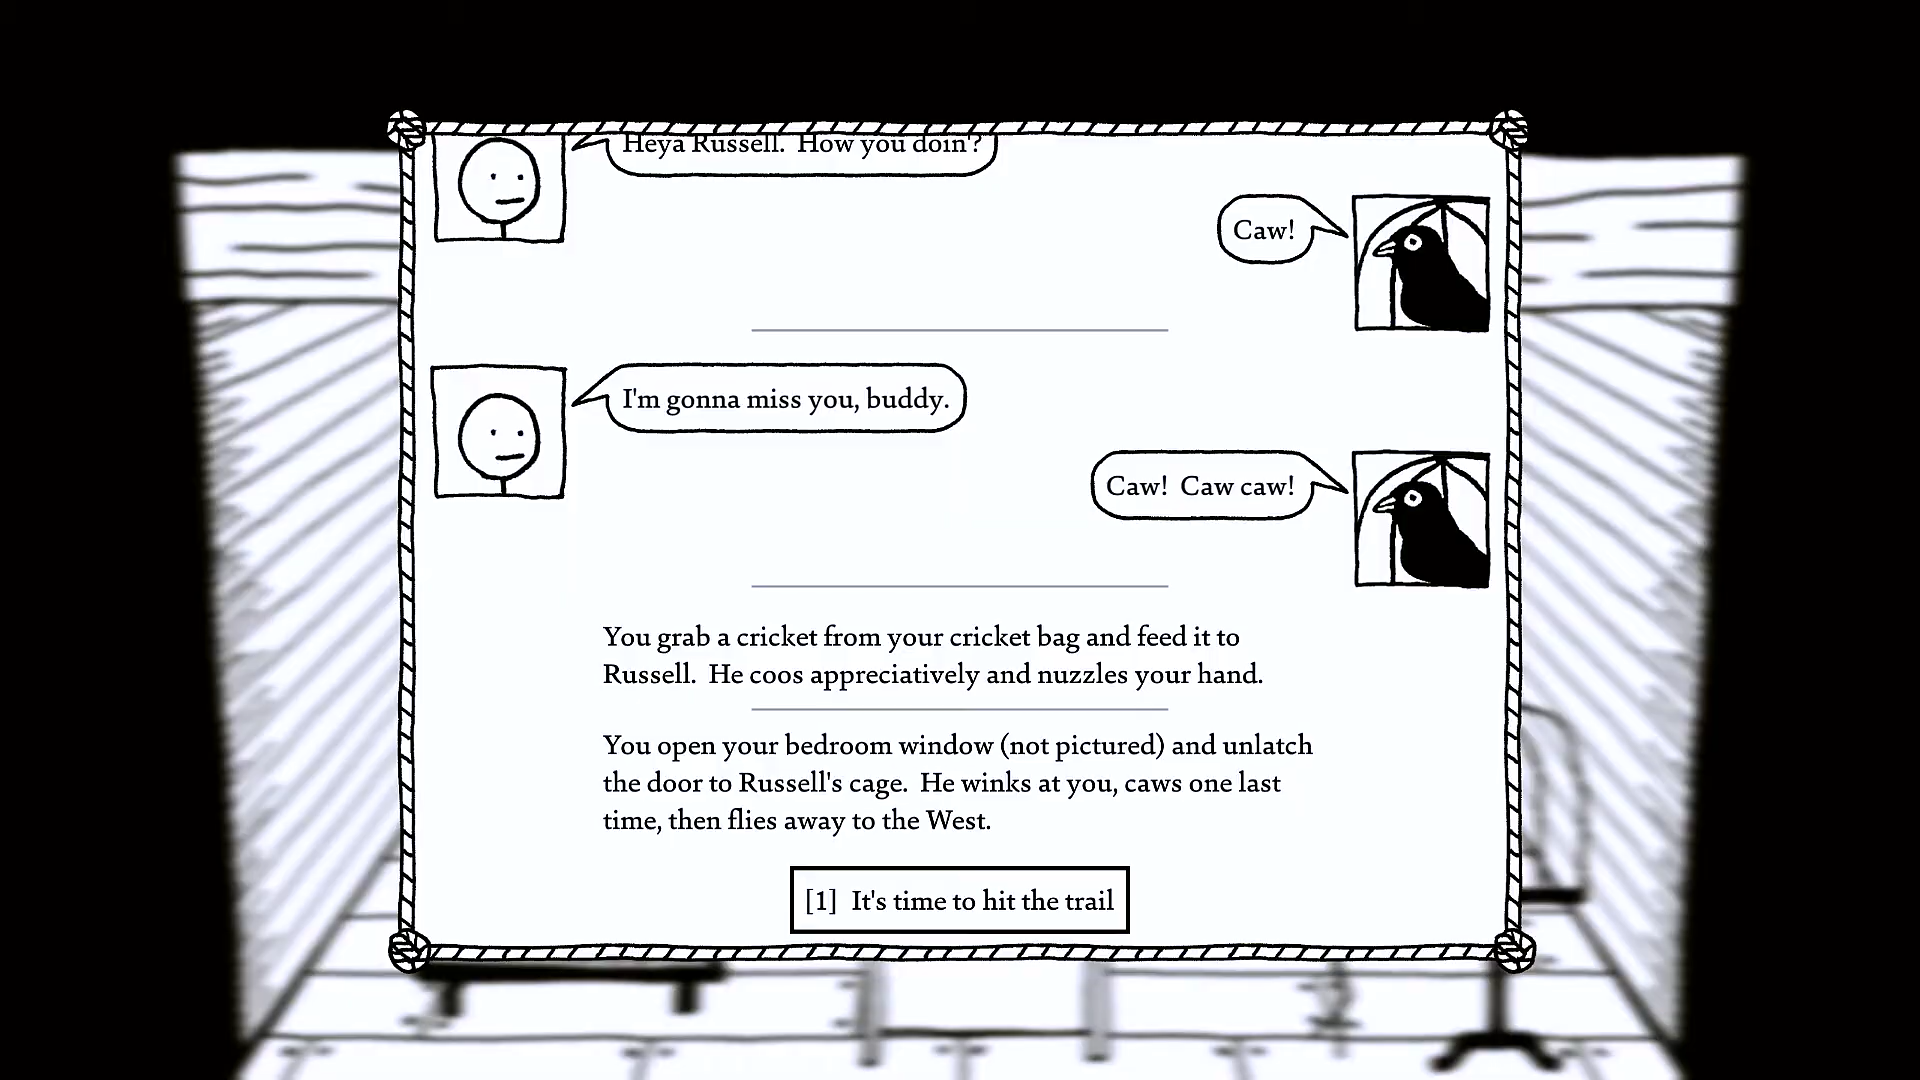 Heya Russell.  How you doin'?
Caw!
I'm gonna miss you, buddy.
Caw!  Caw caw!
You grab a cricket from your cricket bag and feed it to
Russell.  He coos appreciatively and nuzzles your hand.
You open your bedroom window (not pictured) and unlatch
the door to Russell's cage.  He winks at you, caws one last
time, then flies away to the West.
[1]  It's time to hit the trail